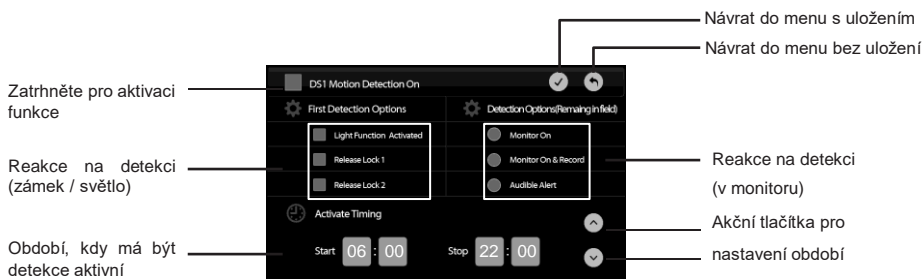 Návrat do menu s uložením
Návrat do menu bez uložení
Zatrhněte pro aktivaci
funkce
DS1 Motion Detection On
First Detection Options
Detection Options(Remaing in field)
Light Function Activated
Monitor On
Release Lock 1
Monitor On & Record
Release Lock 2
Audible Alert
Reakce na detekci
(zámek / světlo)
Reakce na detekci
(v monitoru)
Activate Timing
Akční tlačítka pro
nastavení období
Období, kdy má být
detekce aktivní
Start 06 : 00 Stop 22 : 00